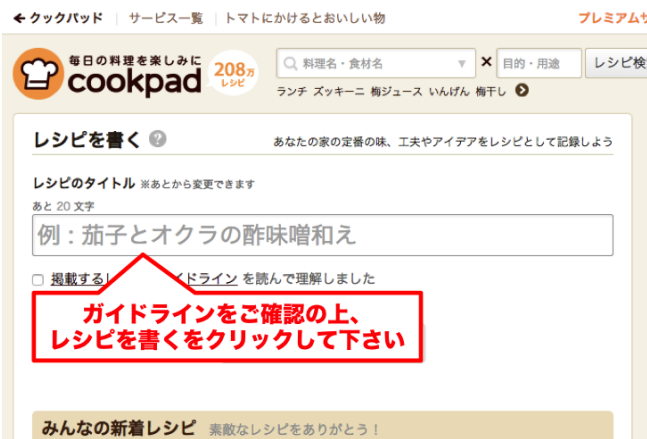 ← クックパッド サービス一覧 トマトにかけるとおいしい物 プレミアムサ
毎日の料理を楽しみに
cookpad
208万
レシピ
料理名・食材名 ▼ × 目的・用途 レシピ検
ランチ ズッキーニ 梅ジュース いんげん 梅干し
レシピを書く ? あなたの家の定番の味、工夫やアイデアをレシピとして記録しよう
レシピのタイトル ※あとから変更できます
あと 20 文字
例：茄子とオクラの酢味噌和え
掲載する イドライン を読んで理解しました
ガイドラインをご確認の上、
レシピを書くをクリックして下さい
みんなの新着レシピ 素敵なレシピをありがとう！